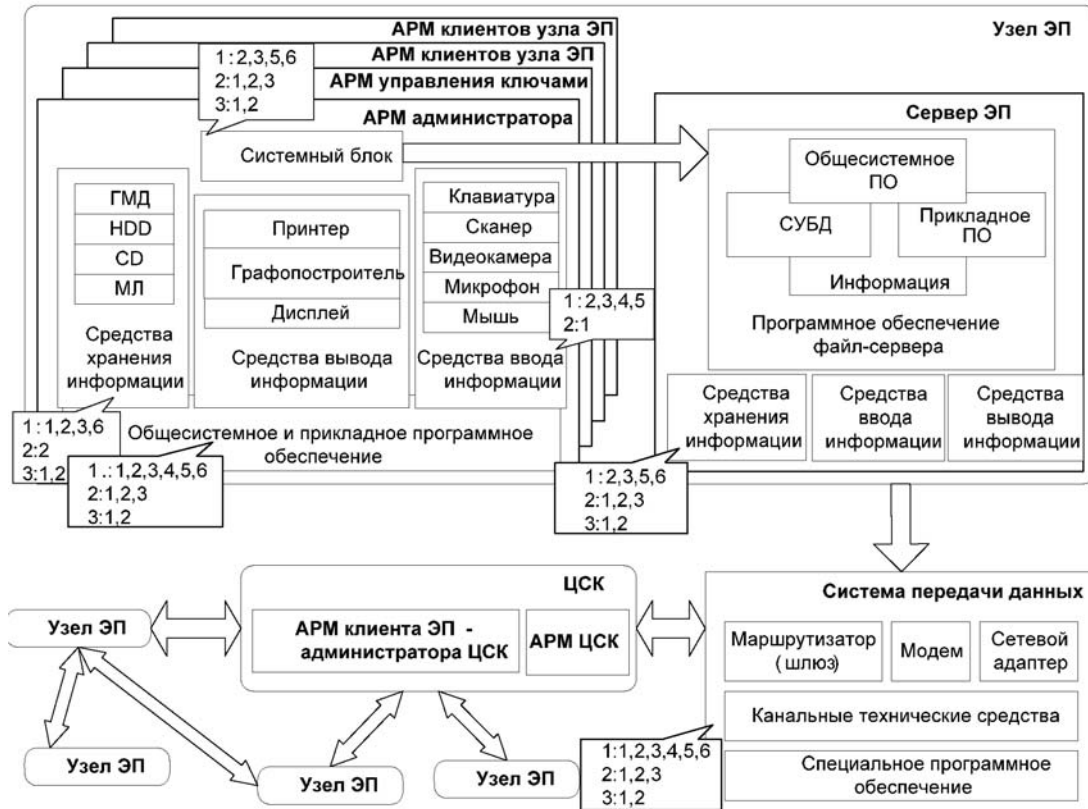 Узел ЭП
АРМ клиентов узла ЭП
АРМ клиентов узла ЭП
АРМ управления ключами
АРМ администратора
1:2,3,5,6
2:1,2,3
3:1,2
Системный блок
ГМД
HDD
CD
МЛ
Средства
хранения
информации
Принтер
Графопостроитель
Дисплей
Средства вывода
информации
Клавиатура
Сканер
Видеокамера
Микрофон
Мышь
Средства ввода
информации
1:2,3,4,5
2:1
1:1,2,3,6
2:2
3:1,2
Общесистемное и прикладное программное
обеспечение
1.:1,2,3,4,5,6
2:1,2,3
3:1,2
Сервер ЭП
Общесистемное
ПО
СУБД
Прикладное
ПО
Информация
Программное обеспечение
файл-сервера
Средства
хранения
информации
Средства
ввода
информации
Средства
вывода
информации
1:2,3,5,6
2:1,2,3
3:1,2
ЦСК
АРМ клиента ЭП -
администратора ЦСК
АРМ ЦСК
Узел ЭП
Узел ЭП
Узел ЭП
Узел ЭП
Система передачи данных
Маршрутизатор
( шлюз)
Модем
Сетевой
адаптер
Канальные технические средства
Специальное программное
обеспечение
1:1,2,3,4,5,6
2:1,2,3
3:1,2